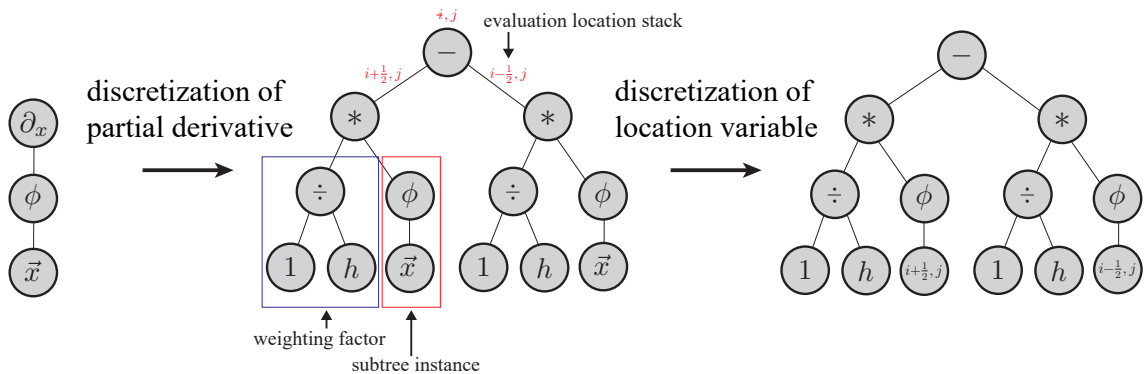 i,j
evaluation location stack
−
i+½,j
i−½,j
discretization of
partial derivative
discretization of
location variable
∂ₓ
ϕ
x⃗
∗ ∗
÷ ϕ ÷ ϕ
1 h x⃗ 1 h x⃗
weighting factor
subtree instance
−
∗ ∗
÷ ϕ ÷ ϕ
1 h i+½,j 1 h i−½,j